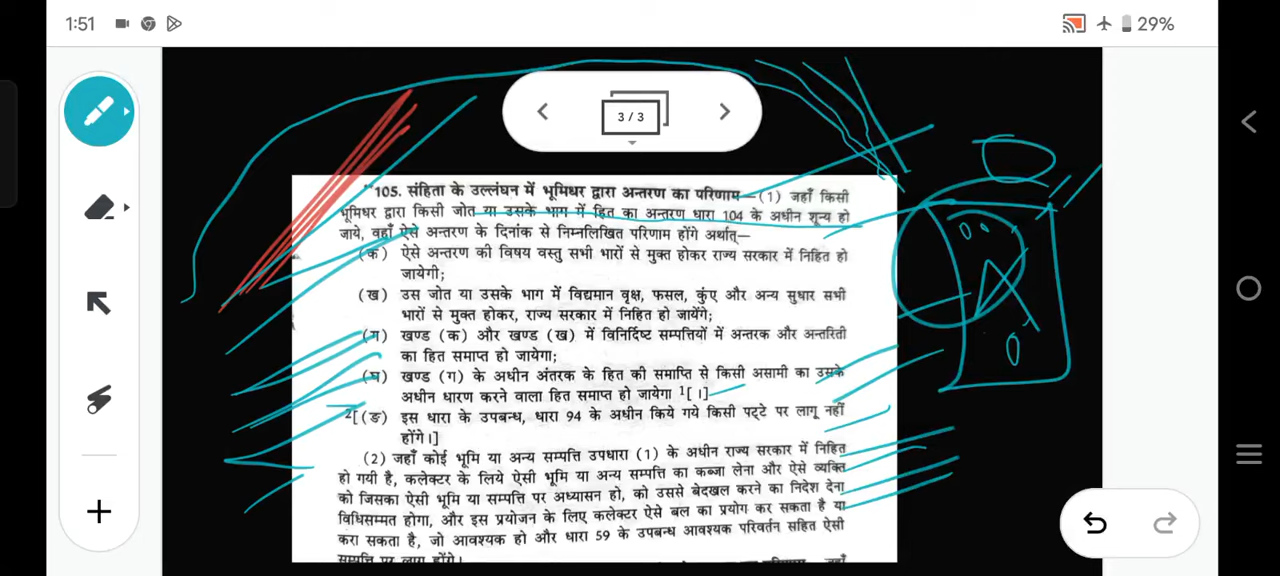 1:51
29%
3 / 3
105. संहिता के उल्लंघन में भूमिधर द्वारा अन्तरण का परिणाम—(1) जहाँ किसी
भूमिधर द्वारा किसी जोत या उसके भाग में हित का अन्तरण धारा 104 के अधीन शून्य हो
जाये, वहाँ ऐसे अन्तरण के दिनांक से निम्नलिखित परिणाम होंगे अर्थात्—
(क) ऐसे अन्तरण की विषय वस्तु सभी भारों से मुक्त होकर राज्य सरकार में निहित हो
जायेगी;
(ख) उस जोत या उसके भाग में विद्यमान वृक्ष, फसल, कुंए और अन्य सुधार सभी
भारों से मुक्त होकर, राज्य सरकार में निहित हो जायेंगे;
(ग) खण्ड (क) और खण्ड (ख) में विनिर्दिष्ट सम्पत्तियों में अन्तरक और अन्तरिती
का हित समाप्त हो जायेगा;
(घ) खण्ड (ग) के अधीन अंतरक के हित की समाप्ति से किसी असामी का उसके
अधीन धारण करने वाला हित समाप्त हो जायेगा 1[ । ]
2[(ङ) इस धारा के उपबन्ध, धारा 94 के अधीन किये गये किसी पट्टे पर लागू नहीं
होंगे।]
(2) जहाँ कोई भूमि या अन्य सम्पत्ति उपधारा (1) के अधीन राज्य सरकार में निहित
हो गयी है, कलेक्टर के लिये ऐसी भूमि या अन्य सम्पत्ति का कब्जा लेना और ऐसे व्यक्ति
को जिसका ऐसी भूमि या सम्पत्ति पर अध्यासन हो, को उससे बेदखल करने का निदेश देना
विधिसम्मत होगा, और इस प्रयोजन के लिए कलेक्टर ऐसे बल का प्रयोग कर सकता है या
करा सकता है, जो आवश्यक हो और धारा 59 के उपबन्ध आवश्यक परिवर्तन सहित ऐसी
सम्पत्ति पर लागू होंगे।